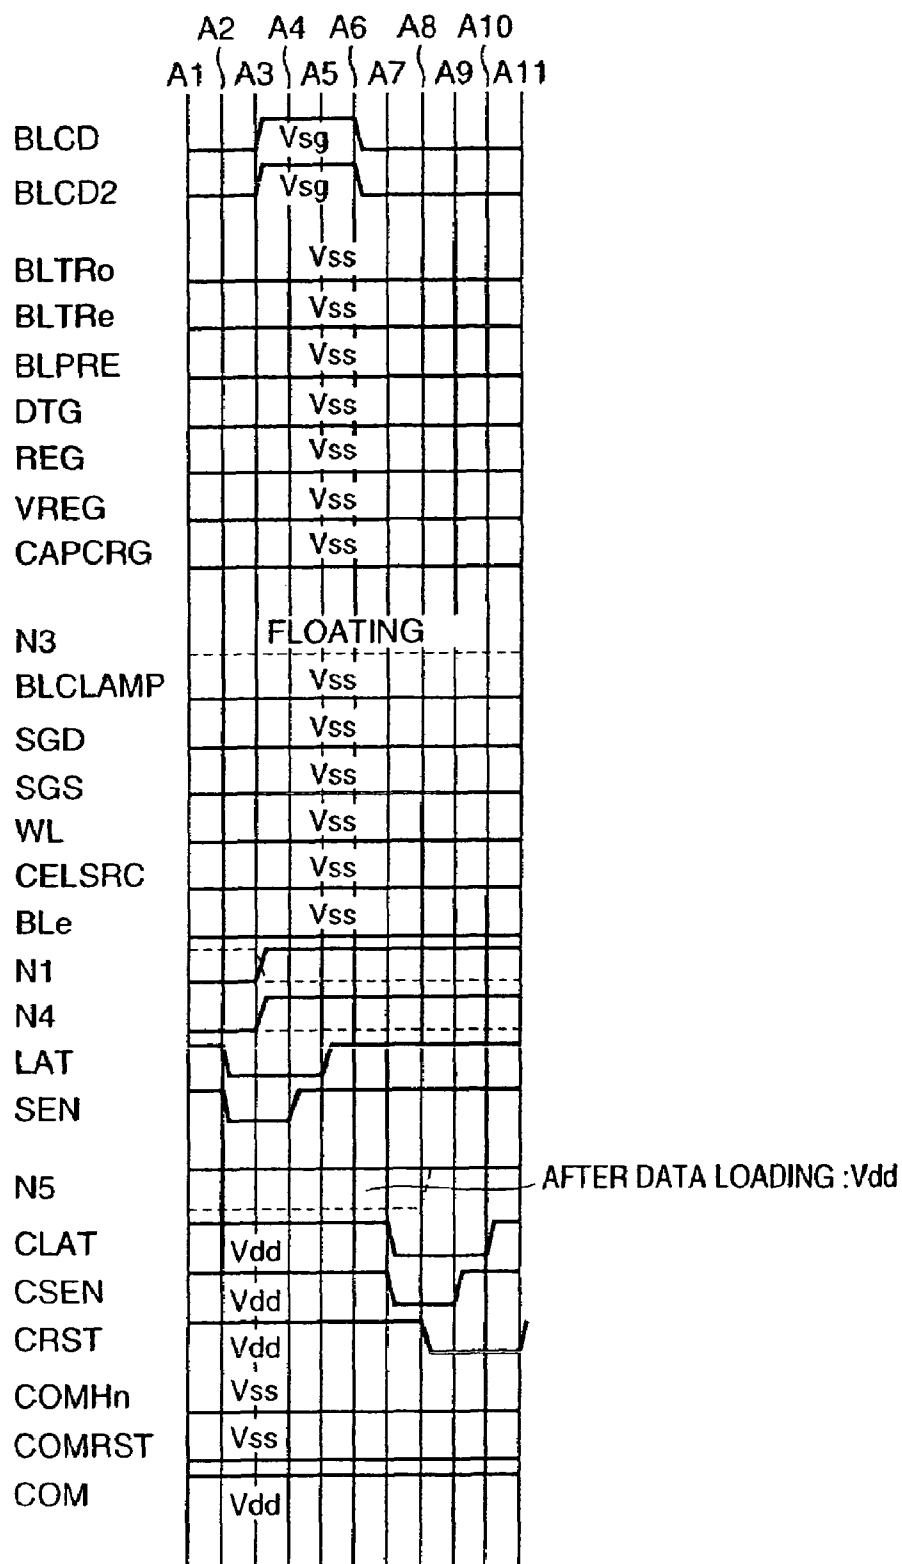 A2 A4 A6 A8 A10
A1 A3 A5 A7 A9 A11
BLCD Vsg
BLCD2 Vsg
BLTRo Vss
BLTRe Vss
BLPRE Vss
DTG Vss
REG Vss
VREG Vss
CAPCRG Vss
N3 FLOATING
BLCLAMP Vss
SGD Vss
SGS Vss
WL Vss
CELSRC Vss
BLe Vss
N1
N4
LAT
SEN
N5 AFTER DATA LOADING :Vdd
CLAT Vdd
CSEN Vdd
CRST Vdd
COMHn Vss
COMRST Vss
COM Vdd